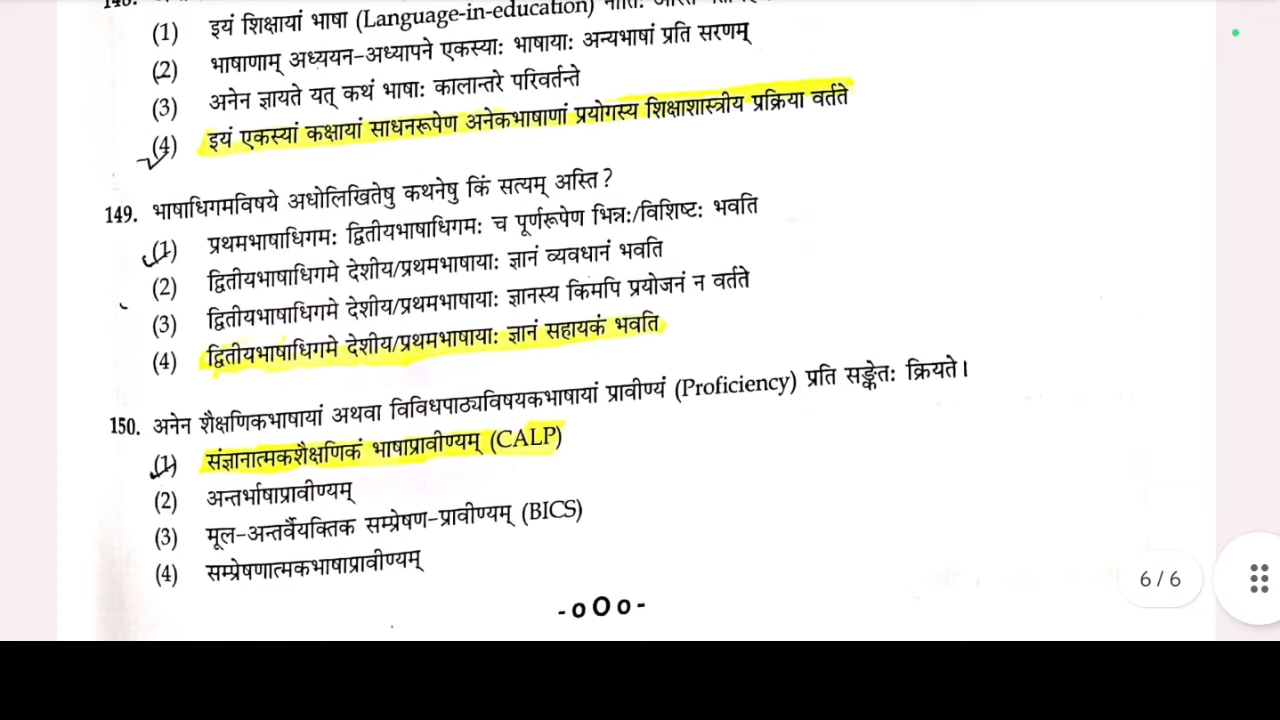 (1) इयं शिक्षायां भाषा (Language-in-education)
(2) भाषाणाम् अध्ययन-अध्यापने एकस्याः भाषायाः अन्यभाषां प्रति सरणम्
(3) अनेन ज्ञायते यत् कथं भाषाः कालान्तरे परिवर्तन्ते
(4) इयं एकस्यां कक्षायां साधनरूपेण अनेकभाषाणां प्रयोगस्य शिक्षाशास्त्रीय प्रक्रिया वर्तते
149. भाषाधिगमविषये अधोलिखितेषु कथनेषु किं सत्यम् अस्ति?
(1) प्रथमभाषाधिगमः द्वितीयभाषाधिगमः च पूर्णरूपेण भिन्नः/विशिष्टः भवति
(2) द्वितीयभाषाधिगमे देशीय/प्रथमभाषायाः ज्ञानं व्यवधानं भवति
(3) द्वितीयभाषाधिगमे देशीय/प्रथमभाषायाः ज्ञानस्य किमपि प्रयोजनं न वर्तते
(4) द्वितीयभाषाधिगमे देशीय/प्रथमभाषायाः ज्ञानं सहायकं भवति
150. अनेन शैक्षणिकभाषायां अथवा विविधपाठ्यविषयकभाषायां प्रावीण्यं (Proficiency) प्रति सङ्केतः क्रियते।
(1) संज्ञानात्मकशैक्षणिकं भाषाप्रावीण्यम् (CALP)
(2) अन्तर्भाषाप्रावीण्यम्
(3) मूल-अन्तर्वैयक्तिक सम्प्रेषण-प्रावीण्यम् (BICS)
(4) सम्प्रेषणात्मकभाषाप्रावीण्यम्
6 / 6
-oOo-